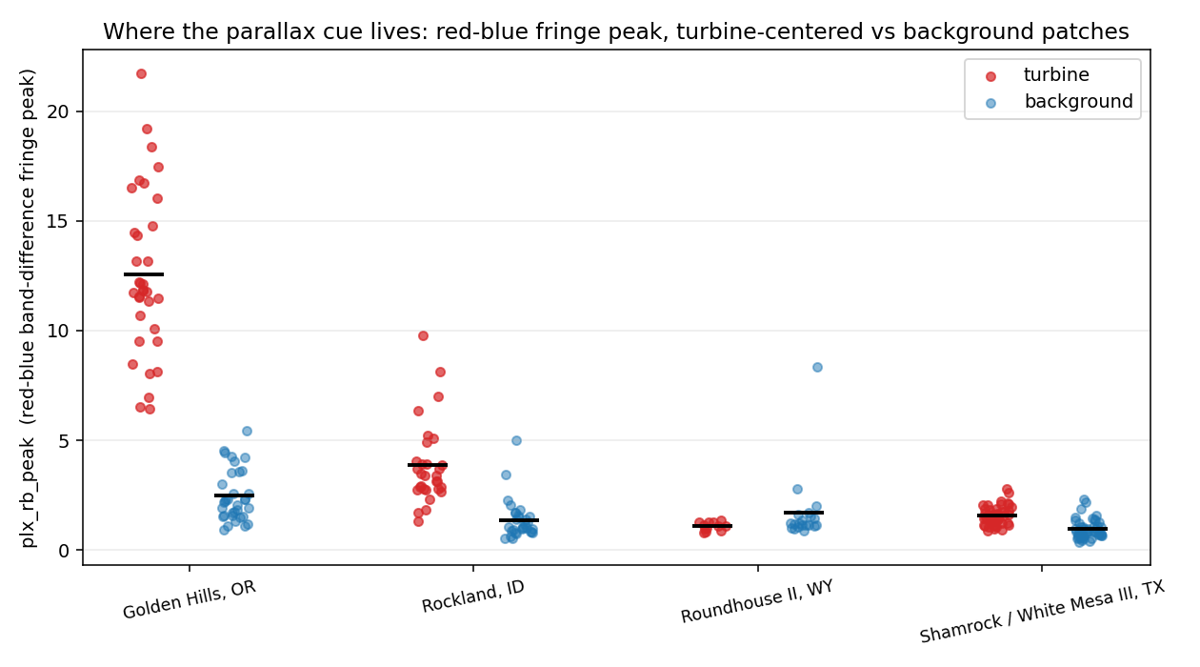 Where the parallax cue lives: red-blue fringe peak, turbine-centered vs background patches
turbine
background
plx_rb_peak (red-blue band-difference fringe peak)
20
15
10
5
0
Golden Hills, OR
Rockland, ID
Roundhouse II, WY
Shamrock / White Mesa III, TX